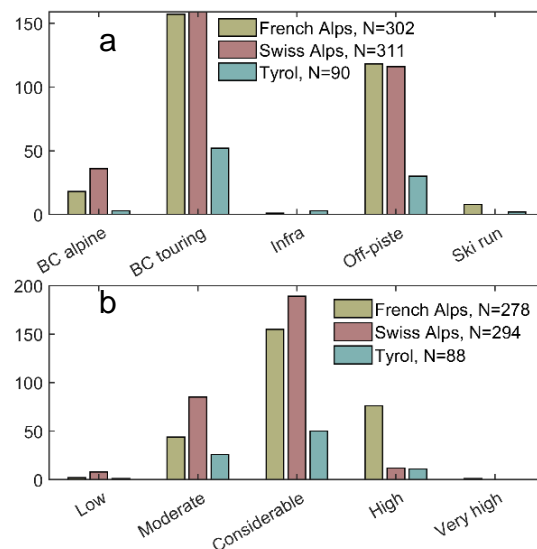 a
French Alps, N=302
Swiss Alps, N=311
Tyrol, N=90
150
100
50
0
BC alpine
BC touring
Infra
Off-piste
Ski run
b
French Alps, N=278
Swiss Alps, N=294
Tyrol, N=88
200
150
100
50
0
Low
Moderate
Considerable
High
Very high